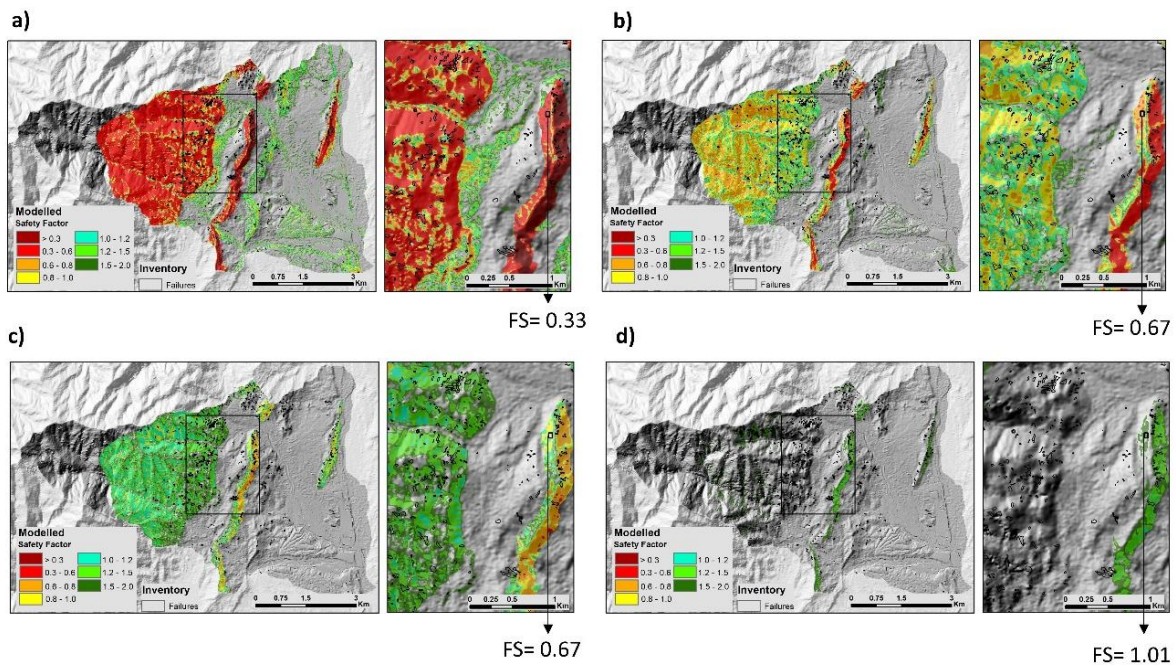 a)
Modelled
Safety Factor
> 0.3 1.0 - 1.2
0.3 - 0.6 1.2 - 1.5
0.6 - 0.8 1.5 - 2.0
0.8 - 1.0
Inventory
Failures
0 0.75 1.5 3
Km
0 0.25 0.5 1
Km
FS= 0.33
b)
Modelled
Safety Factor
> 0.3 1.0 - 1.2
0.3 - 0.6 1.2 - 1.5
0.6 - 0.8 1.5 - 2.0
0.8 - 1.0
Inventory
Failures
0 0.75 1.5 3
Km
0 0.25 0.5 1
Km
FS= 0.67
c)
Modelled
Safety Factor
> 0.3 1.0 - 1.2
0.3 - 0.6 1.2 - 1.5
0.6 - 0.8 1.5 - 2.0
0.8 - 1.0
Inventory
Failures
0 0.75 1.5 3
Km
0 0.25 0.5 1
Km
FS= 0.67
d)
Modelled
Safety Factor
> 0.3 1.0 - 1.2
0.3 - 0.6 1.2 - 1.5
0.6 - 0.8 1.5 - 2.0
0.8 - 1.0
Inventory
Failures
0 0.75 1.5 3
Km
0 0.25 0.5 1
Km
FS= 1.01